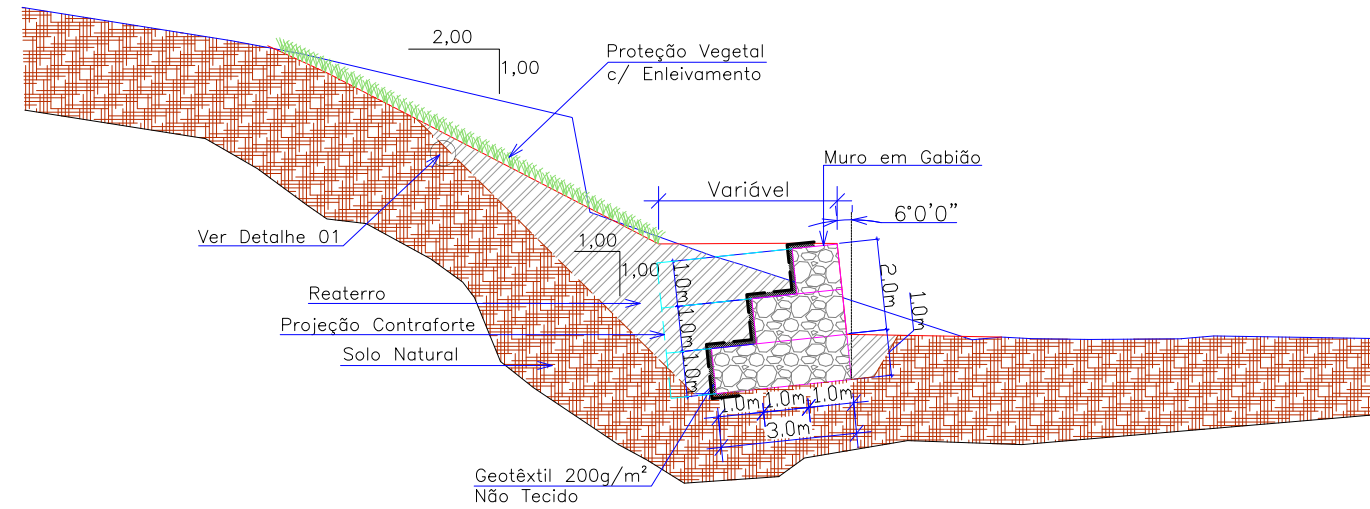 2,00
1,00
Proteção Vegetal
c/ Enleivamento
Muro em Gabião
Variável
6°0'0"
Ver Detalhe 01
1,00
1,00
Reaterro
Projeção Contraforte
Solo Natural
1.0m
1.0m
1.0m
2.0m
1.0m
1.0m
1.0m
1.0m
3.0m
Geotêxtil 200g/m²
Não Tecido